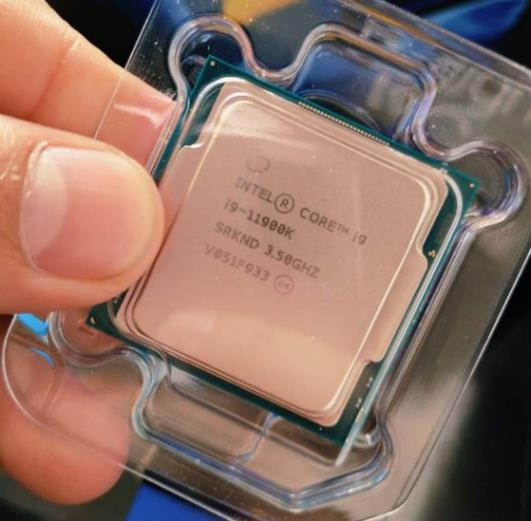 INTEL® CORE™ i9
i9-11900K
SRKND 3.50GHZ
V051F933 e4